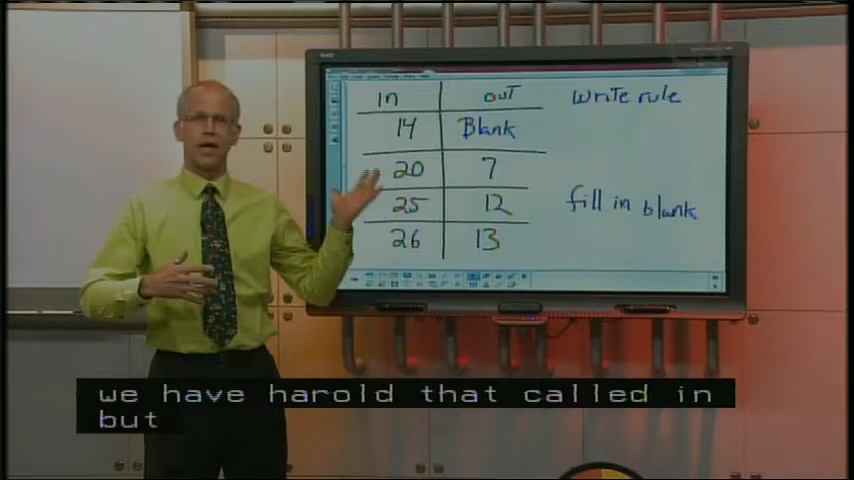 in out write rule
14 Blank
20 7
25 12 fill in blank
26 13
we have harold that called in
but